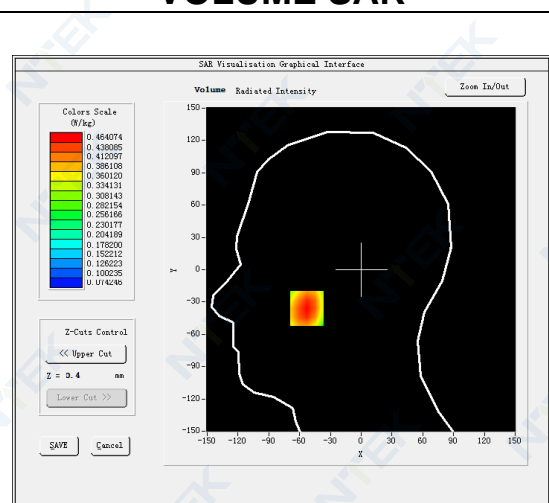 VOLUME SAR
SAR Visualisation Graphical Interface
Volume Radiated Intensity
Zoom In/Out
Colors Scale
(W/kg)
0.464074
0.438085
0.412097
0.386108
0.360120
0.334131
0.308143
0.282154
0.256166
0.230177
0.204189
0.178200
0.152212
0.126223
0.100235
0.074246
Z-Cuts Control
<< Upper Cut
Z = 0.4 mm
Lower Cut >>
SAVE Cancel
150
120
90
60
30
0
-30
-60
-90
-120
-150
Y
-150 -120 -90 -60 -30 0 30 60 90 120 150
X
NTEK